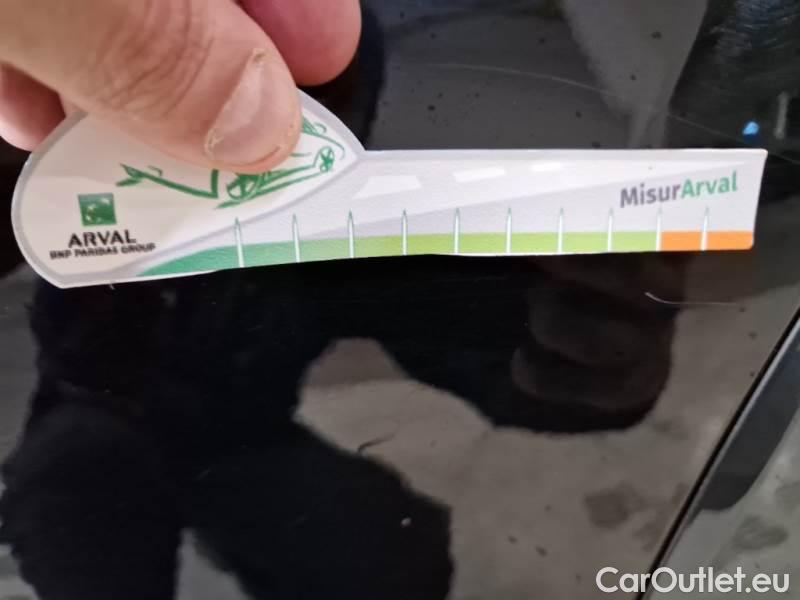 MisurArval
ARVAL
BNP PARIBAS GROUP
CarOutlet.eu